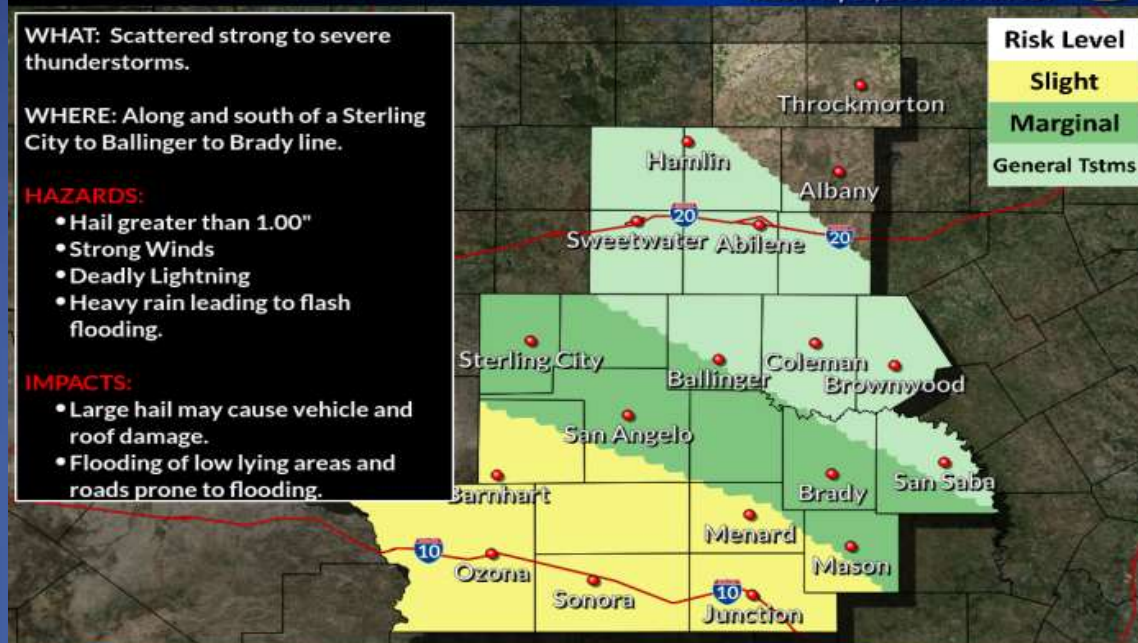 WHAT: Scattered strong to severe
thunderstorms.
WHERE: Along and south of a Sterling
City to Ballinger to Brady line.
HAZARDS:
• Hail greater than 1.00"
• Strong Winds
• Deadly Lightning
• Heavy rain leading to flash
flooding.
IMPACTS:
• Large hail may cause vehicle and
roof damage.
• Flooding of low lying areas and
roads prone to flooding.
Risk Level
Slight
Marginal
General Tstms
Throckmorton
Hamlin
Albany
20
Sweetwater
Abilene
20
Sterling City
Ballinger
Coleman
Brownwood
San Angelo
Barnhart
Brady
San Saba
Menard
10
Ozona
Mason
Sonora
10
Junction